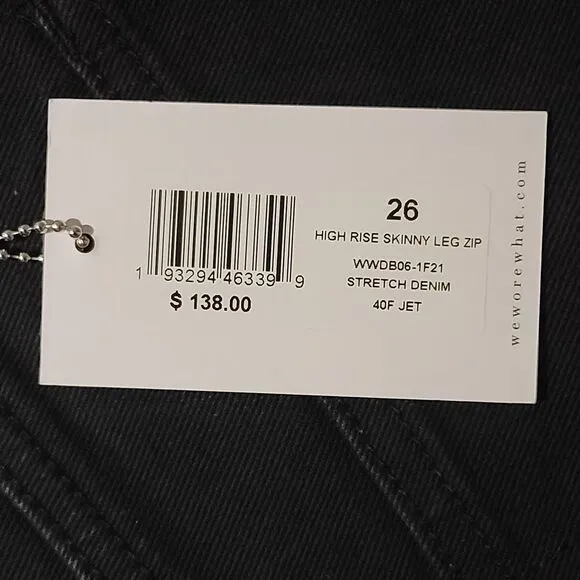 26
HIGH RISE SKINNY LEG ZIP
WWDB06-1F21
STRETCH DENIM
40F JET
1 93294 46339 9
$ 138.00
weworewhat.com